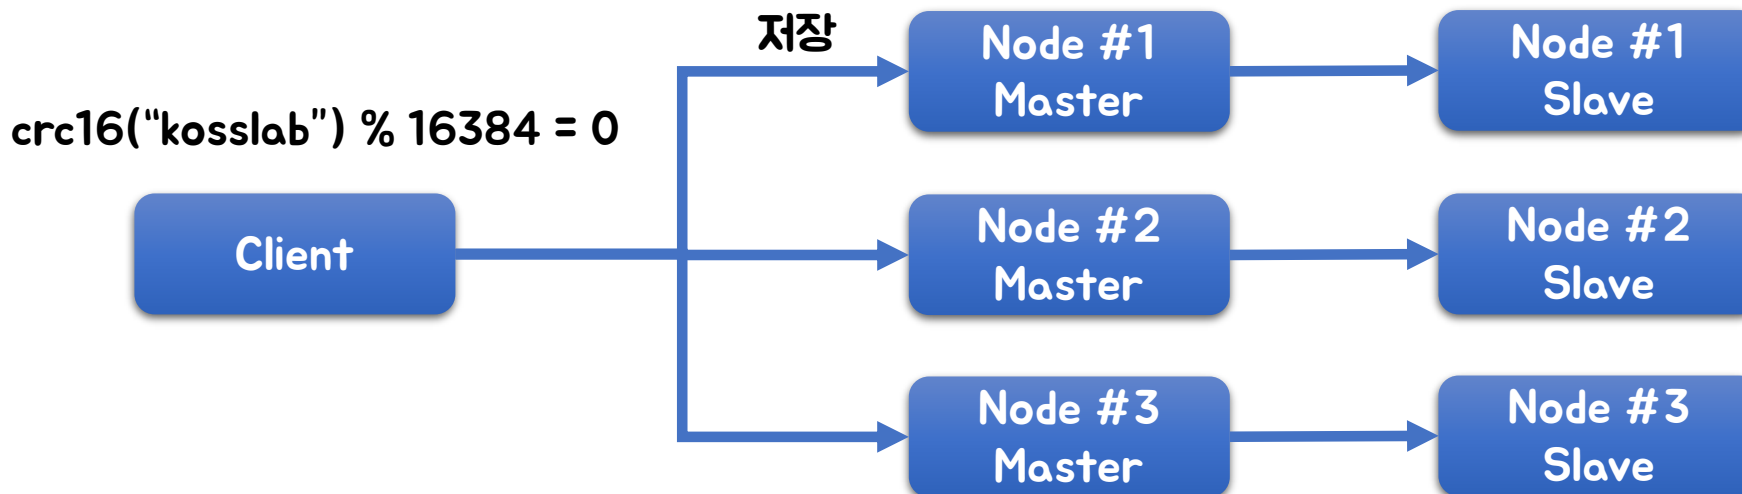 저장
crc16("kosslab") % 16384 = 0
Client
Node #1
Master
Node #1
Slave
Node #2
Master
Node #2
Slave
Node #3
Master
Node #3
Slave